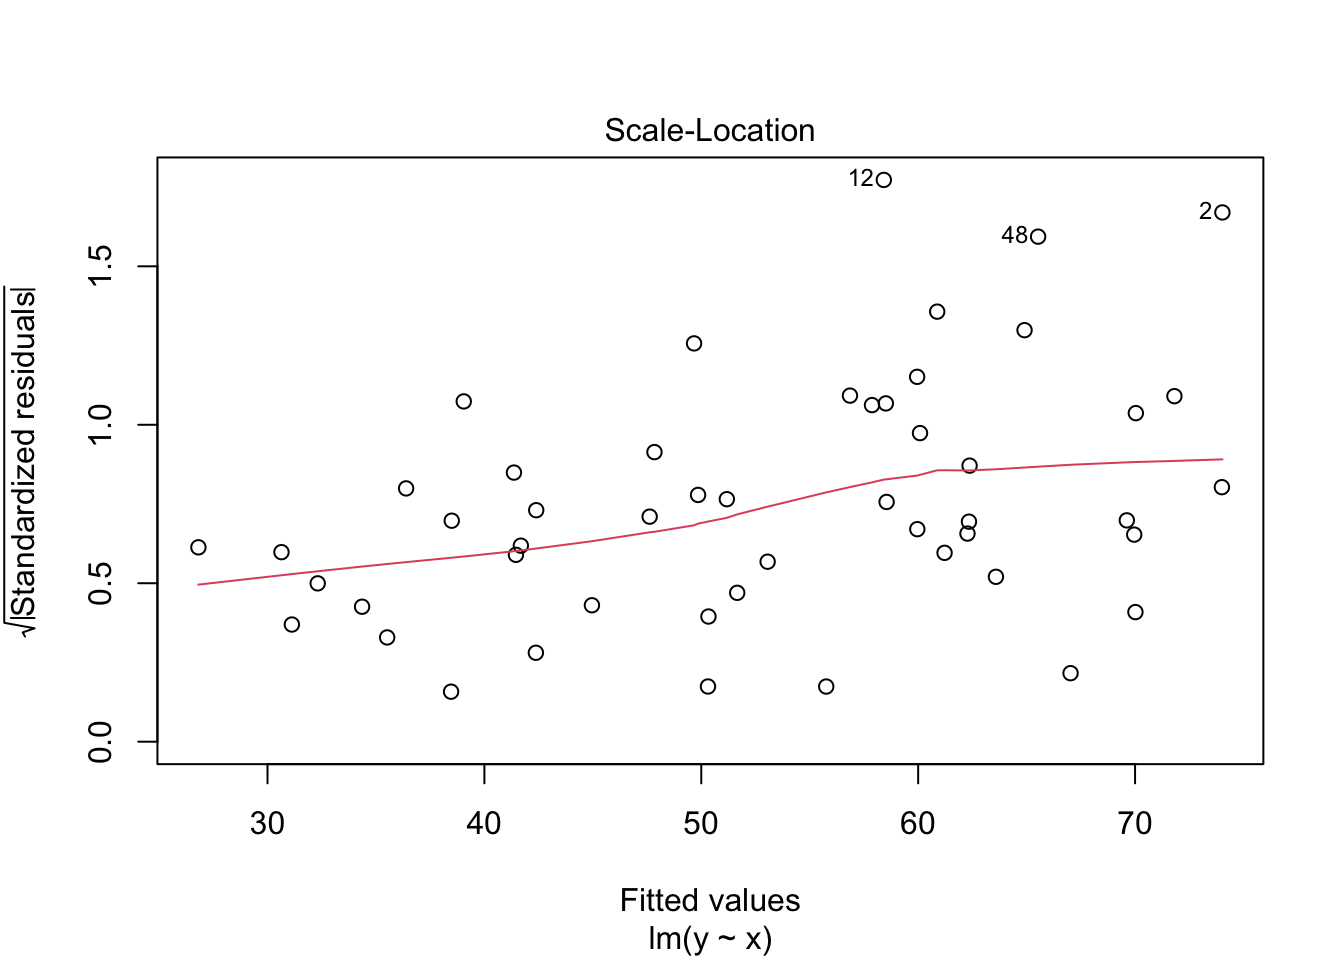 Scale-Location
√|Standardized residuals|
1.5
1.0
0.5
0.0
12
48
2
30 40 50 60 70
Fitted values
lm(y ~ x)